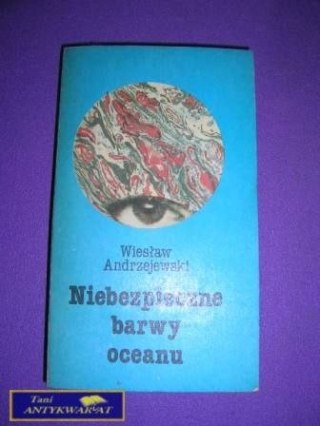 Wiesław
Andrzejewski
Niebezpieczne
barwy
oceanu
Tani
ANTYKWARIAT